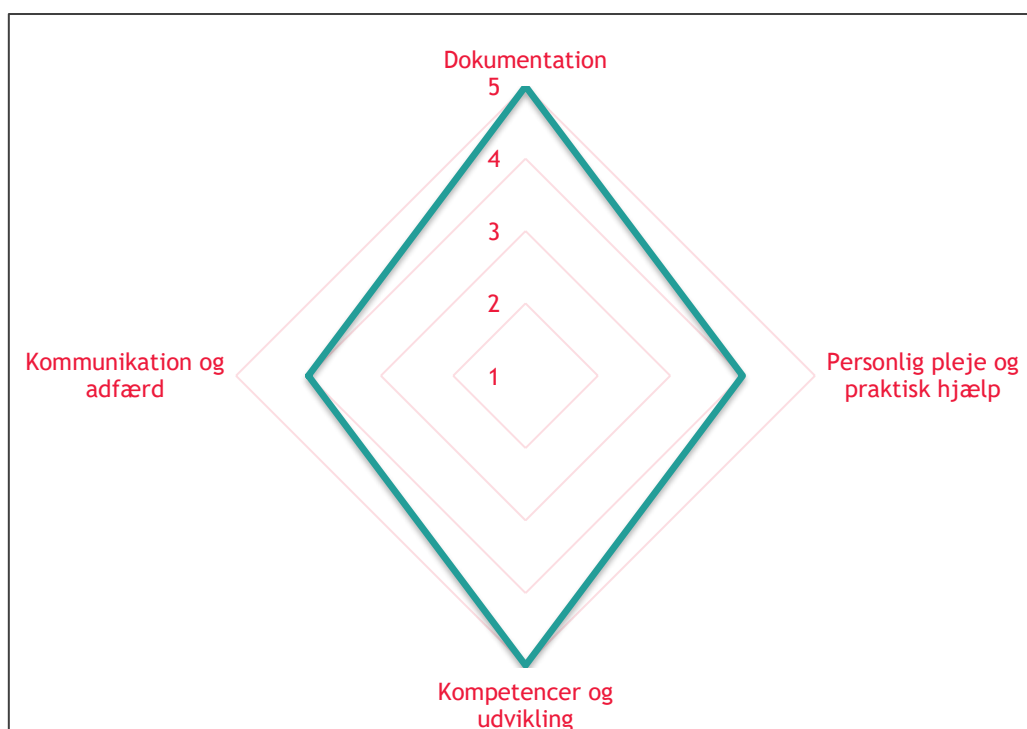 Dokumentation
5
4
3
2
1
Kommunikation og
adfærd
Personlig pleje og
praktisk hjælp
Kompetencer og
udvikling